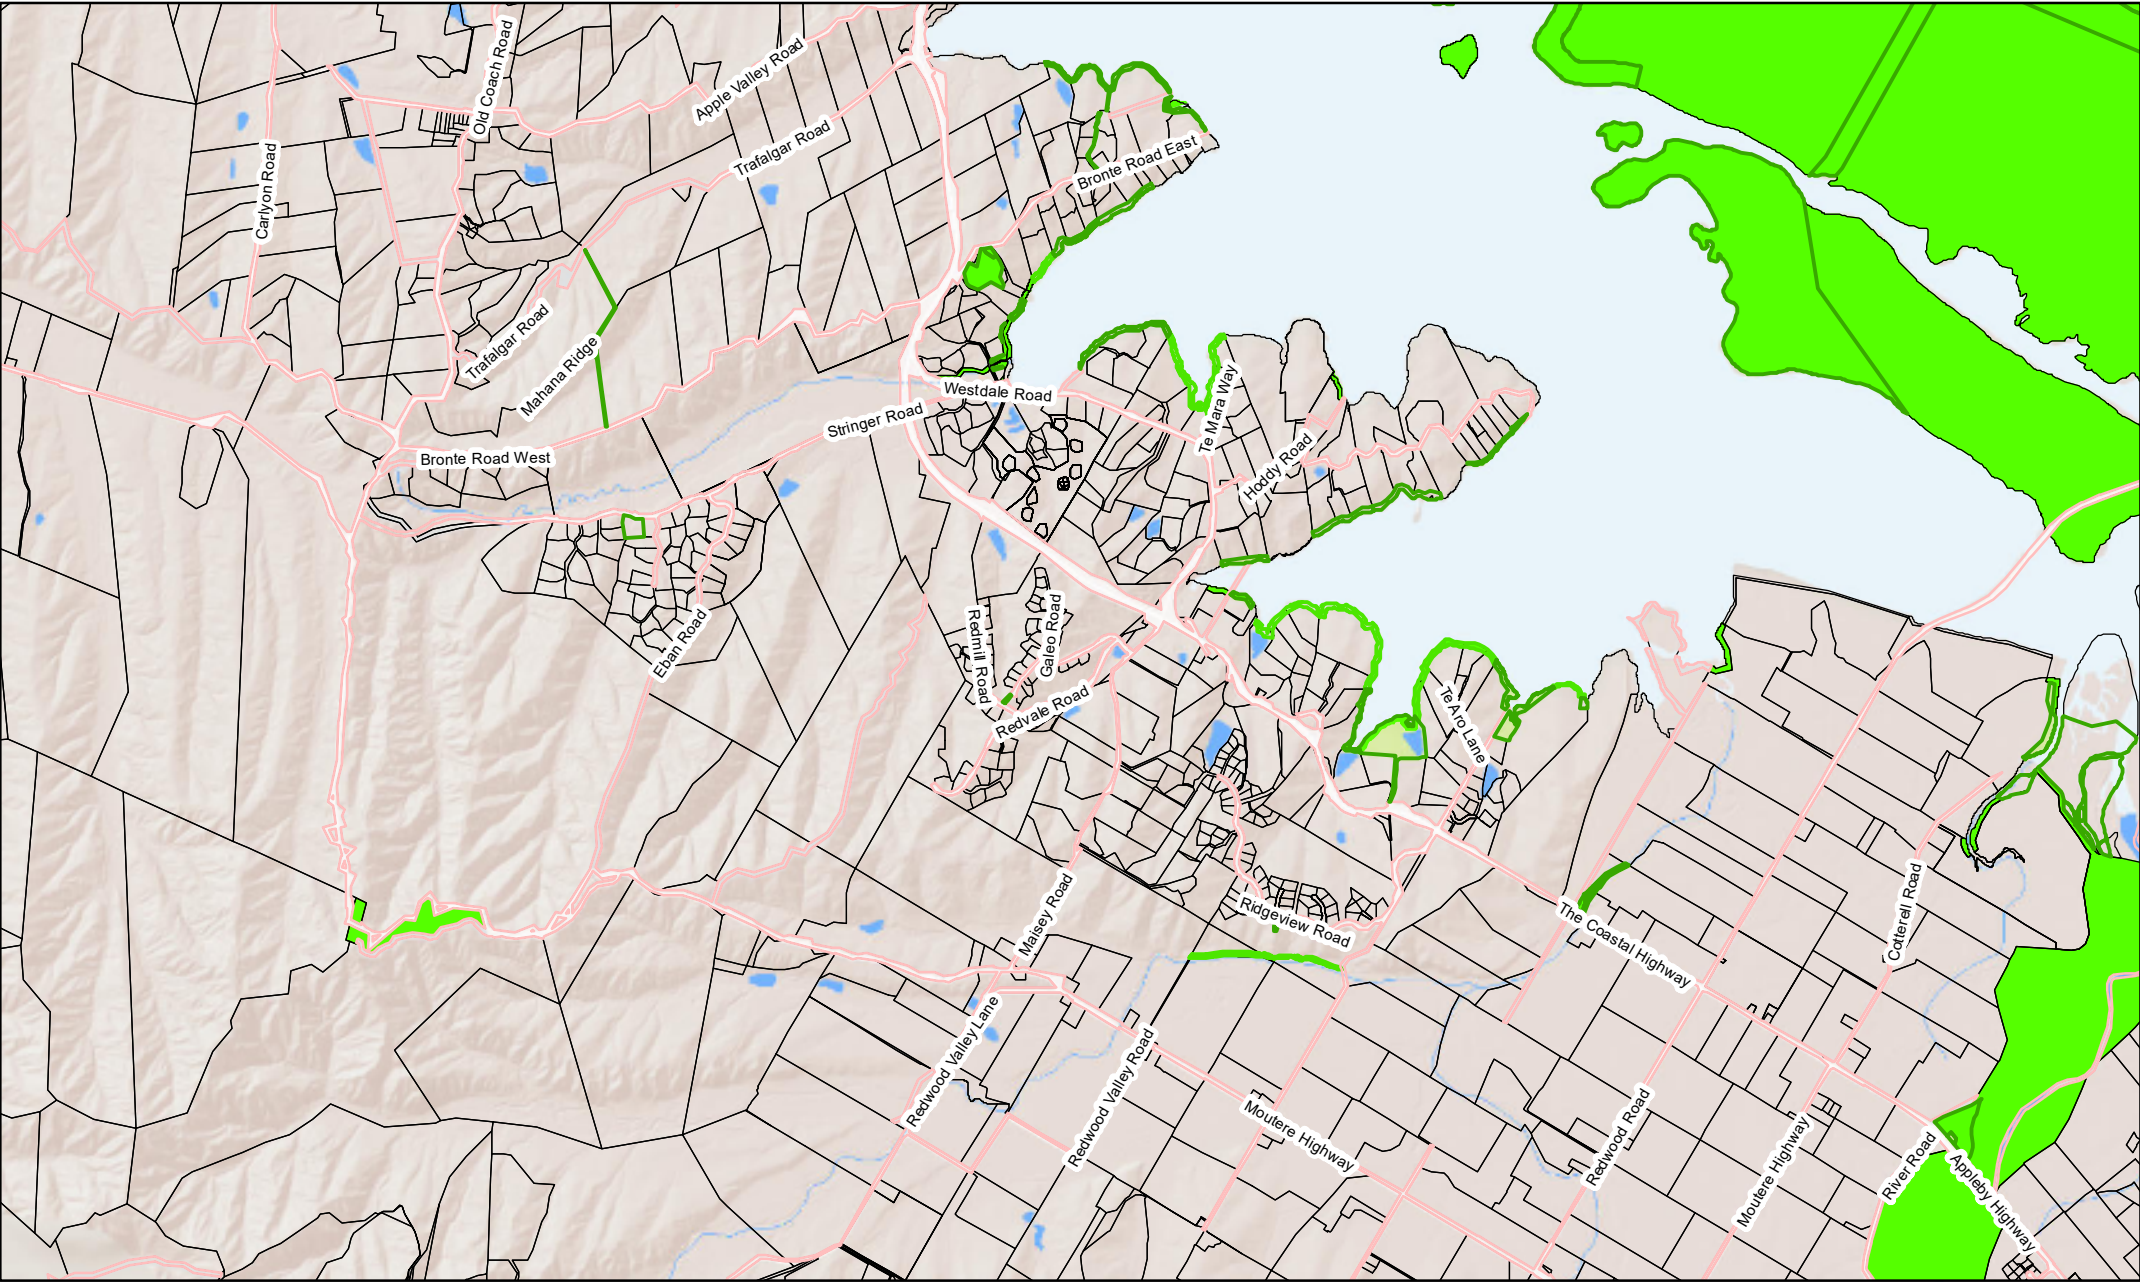 Old Coach Road
Apple Valley Road
Trafalgar Road
Carlyon Road
Bronte Road East
Trafalgar Road
Mahana Ridge
Westdale Road
Stringer Road
Te Mara Way
Bronte Road West
Hoddy Road
Eban Road
Redmill Road
Galeo Road
Redvale Road
Te Aro Lane
Maisey Road
Ridgeview Road
The Coastal Highway
Cotterell Road
Redwood Valley Lane
Redwood Valley Road
Moutere Highway
Redwood Road
Moutere Highway
River Road
Appleby Highway